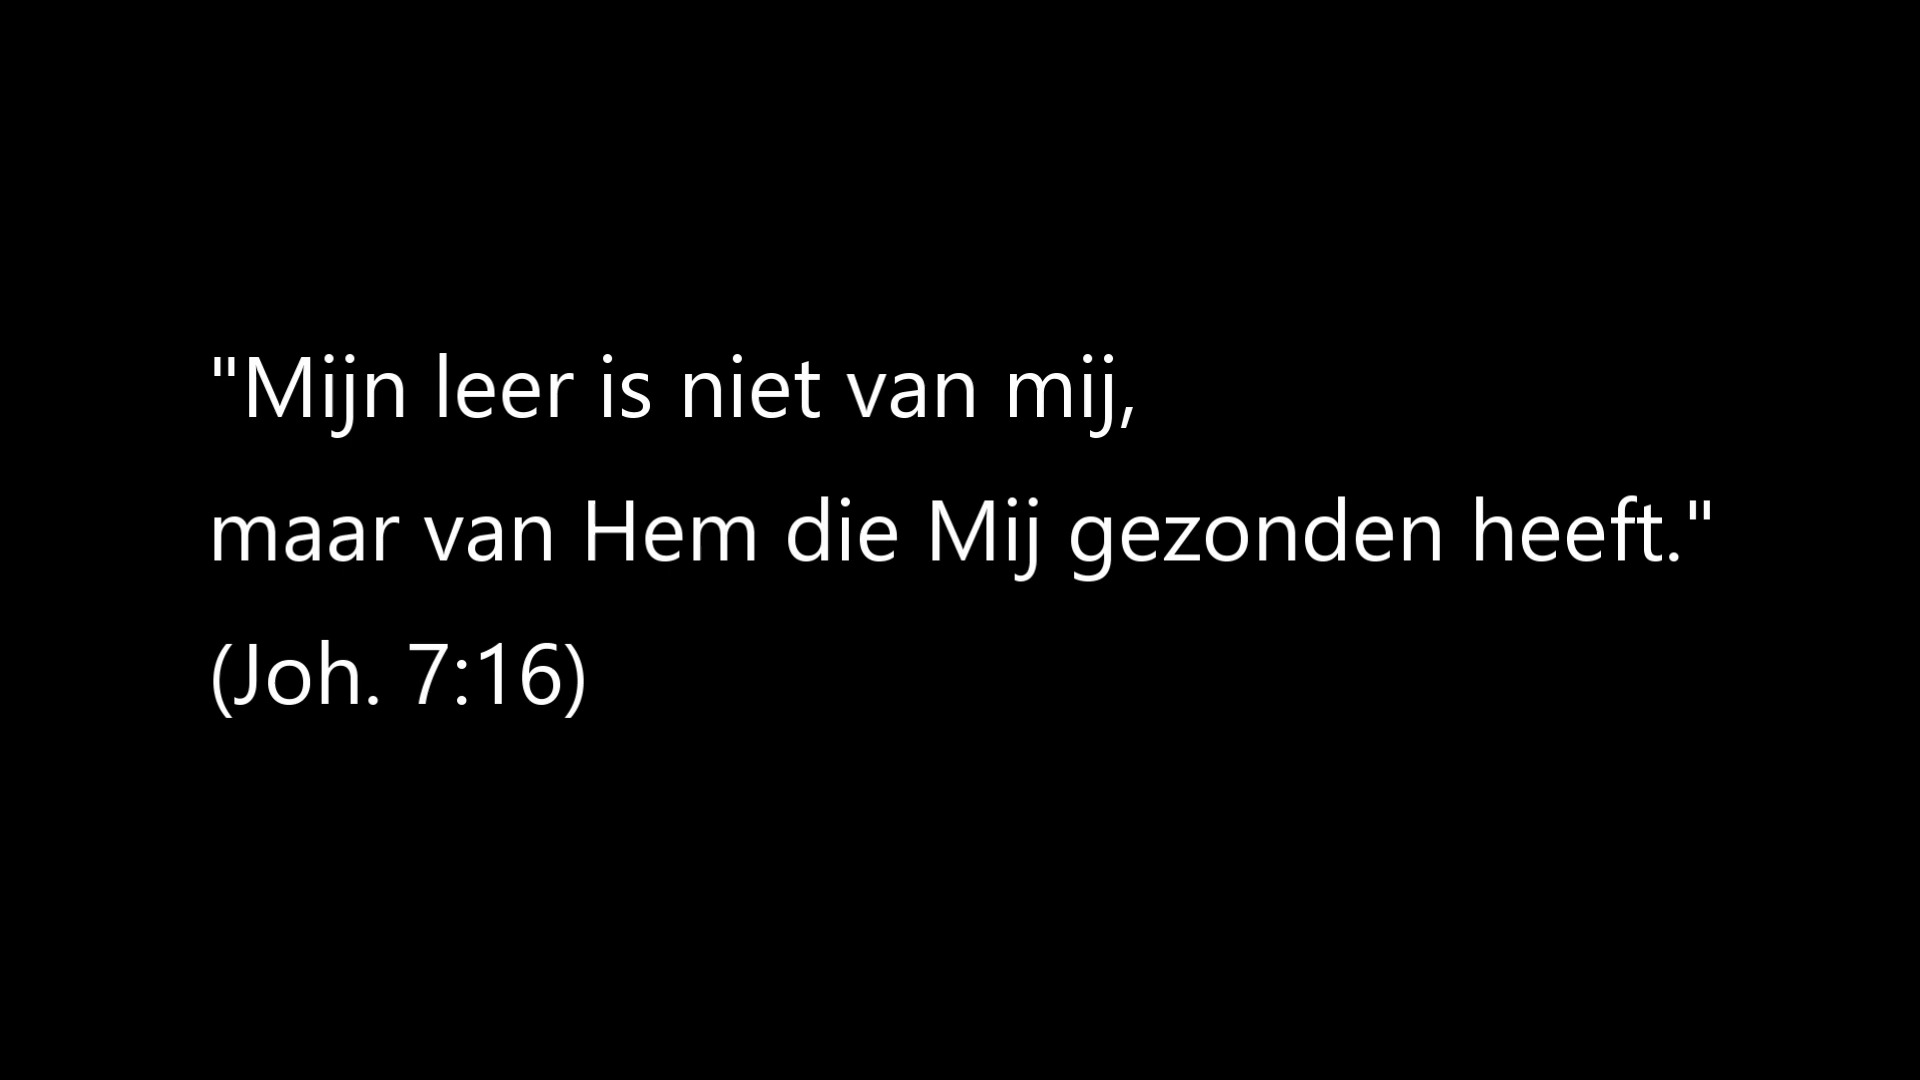 "Mijn leer is niet van mij,
maar van Hem die Mij gezonden heeft."
(Joh. 7:16)